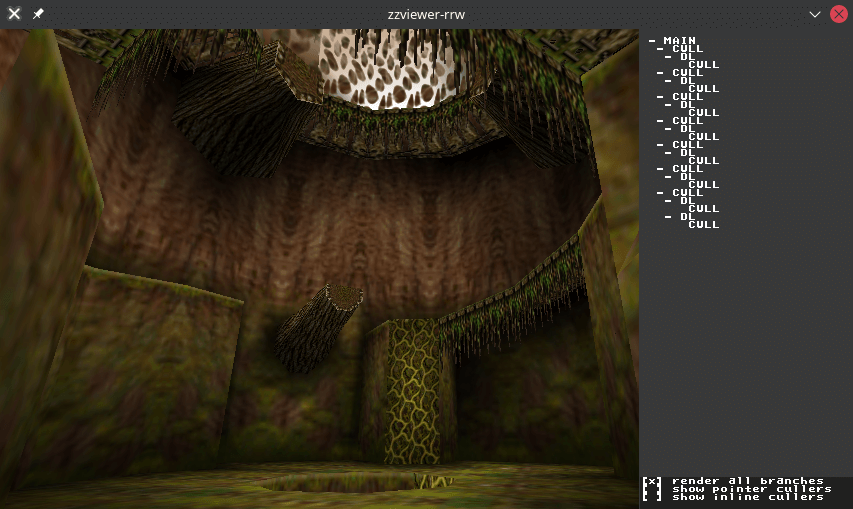 zzviewer-rrw
- MAIN
- CULL
- DL
CULL
- CULL
- DL
CULL
- CULL
- DL
CULL
- CULL
- DL
CULL
- CULL
- DL
CULL
- CULL
- DL
CULL
- CULL
- DL
CULL
- DL
CULL
[x] render all branches
[ ] show pointer cullers
[ ] show inline cullers